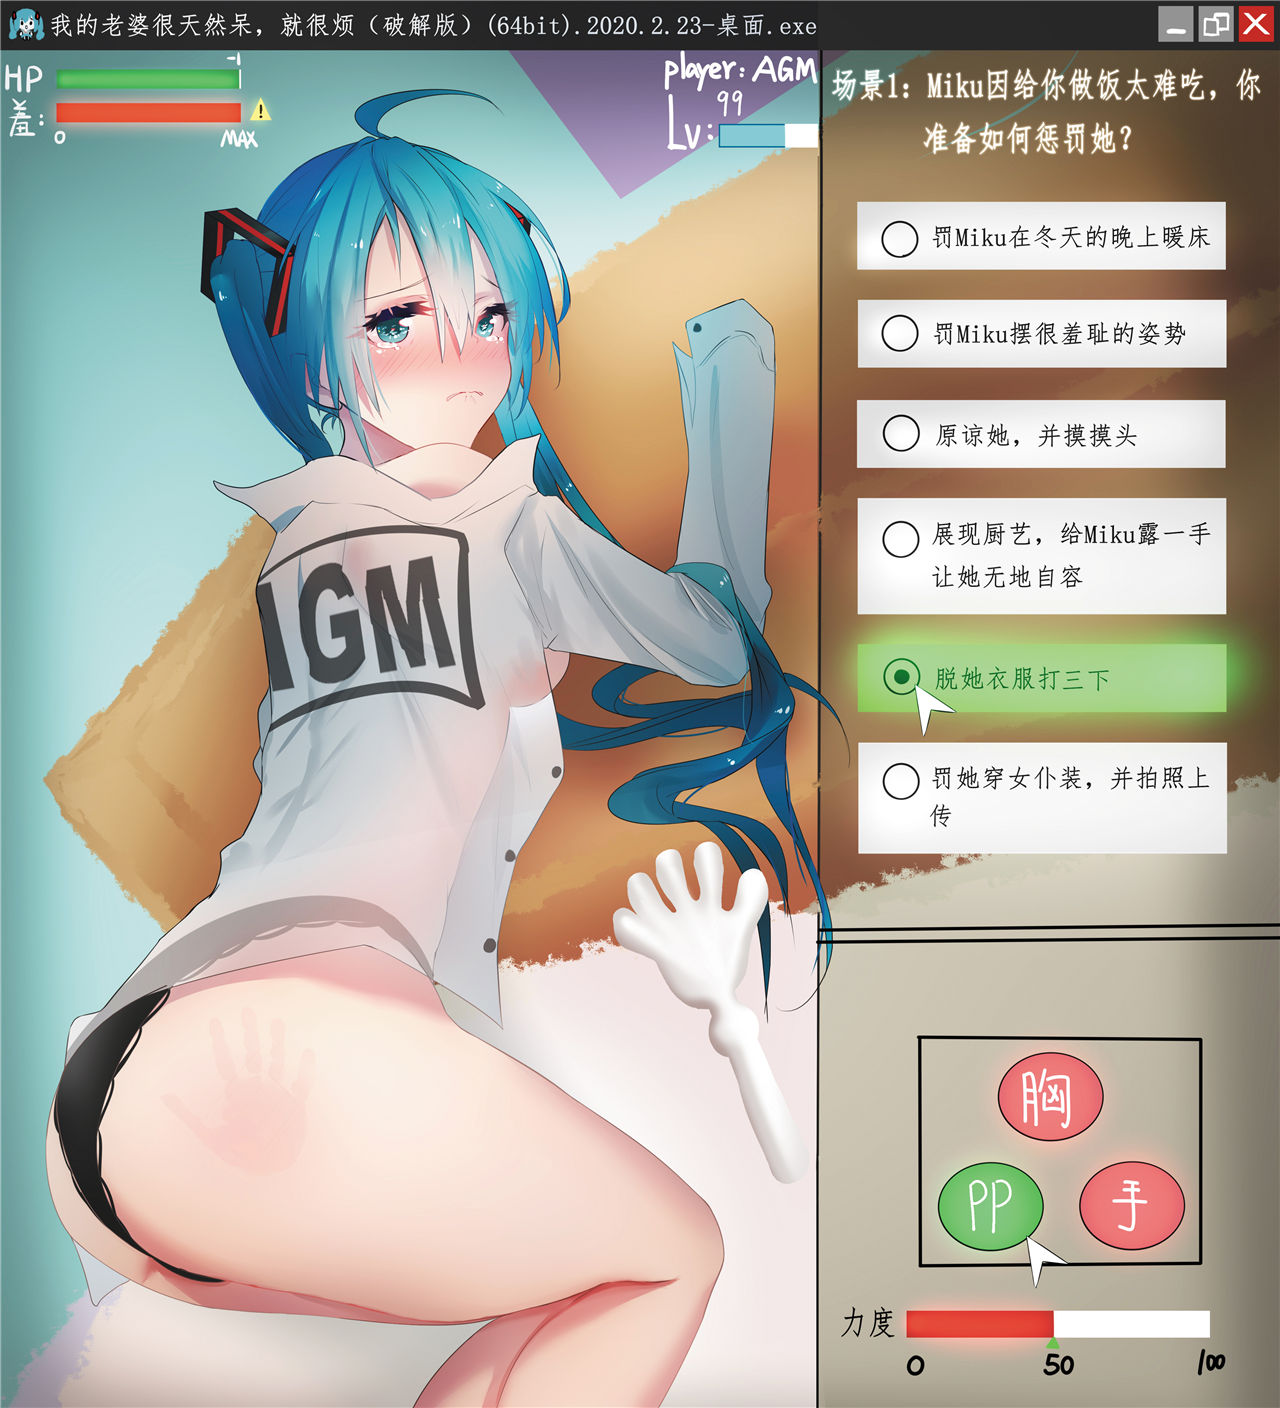 我的老婆很天然呆，就很烦（破解版）(64bit).2020.2.23-桌面.exe
HP
-1
羞:
0
MAX
player: AGM
99
Lv:
IGM
场景1：Miku因给你做饭太难吃，你
准备如何惩罚她？
罚Miku在冬天的晚上暖床
罚Miku摆很羞耻的姿势
原谅她，并摸摸头
展现厨艺，给Miku露一手
让她无地自容
脱她衣服打三下
罚她穿女仆装，并拍照上
传
胸
PP
手
力度
0
50
100